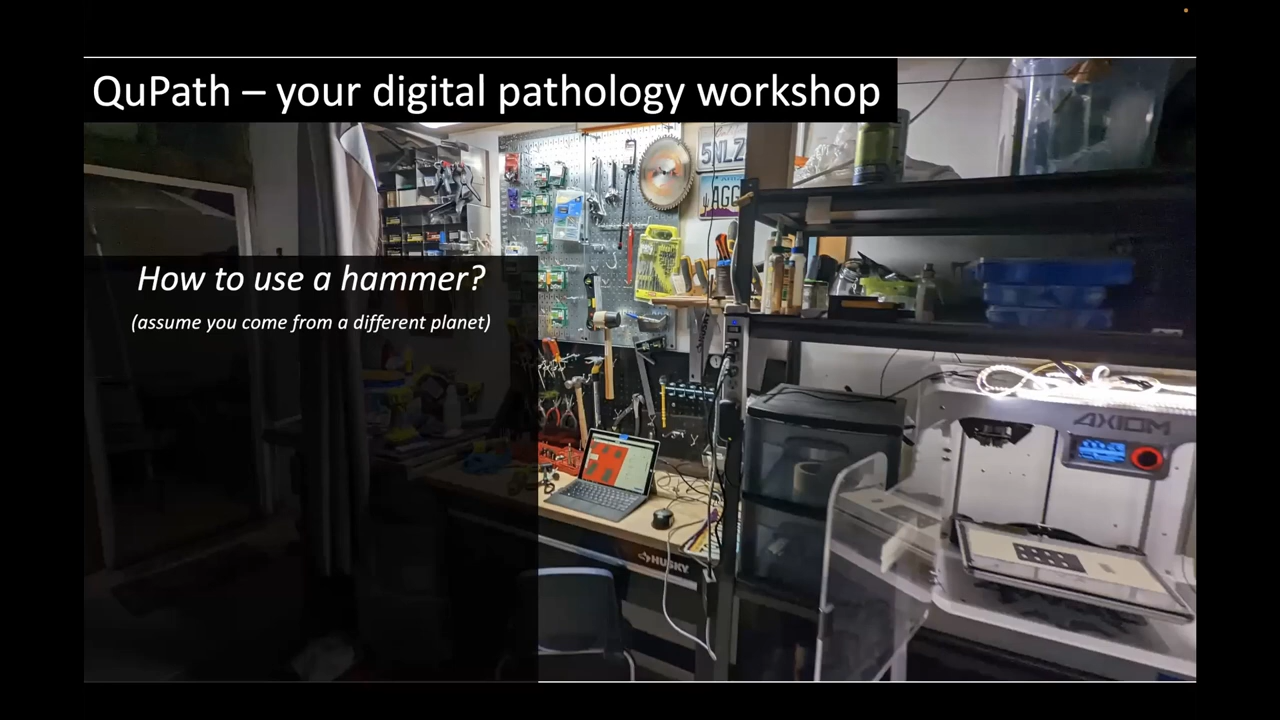 QuPath – your digital pathology workshop
5NLZ
AGG
How to use a hammer?
(assume you come from a different planet)
AXIOM
HUSKY